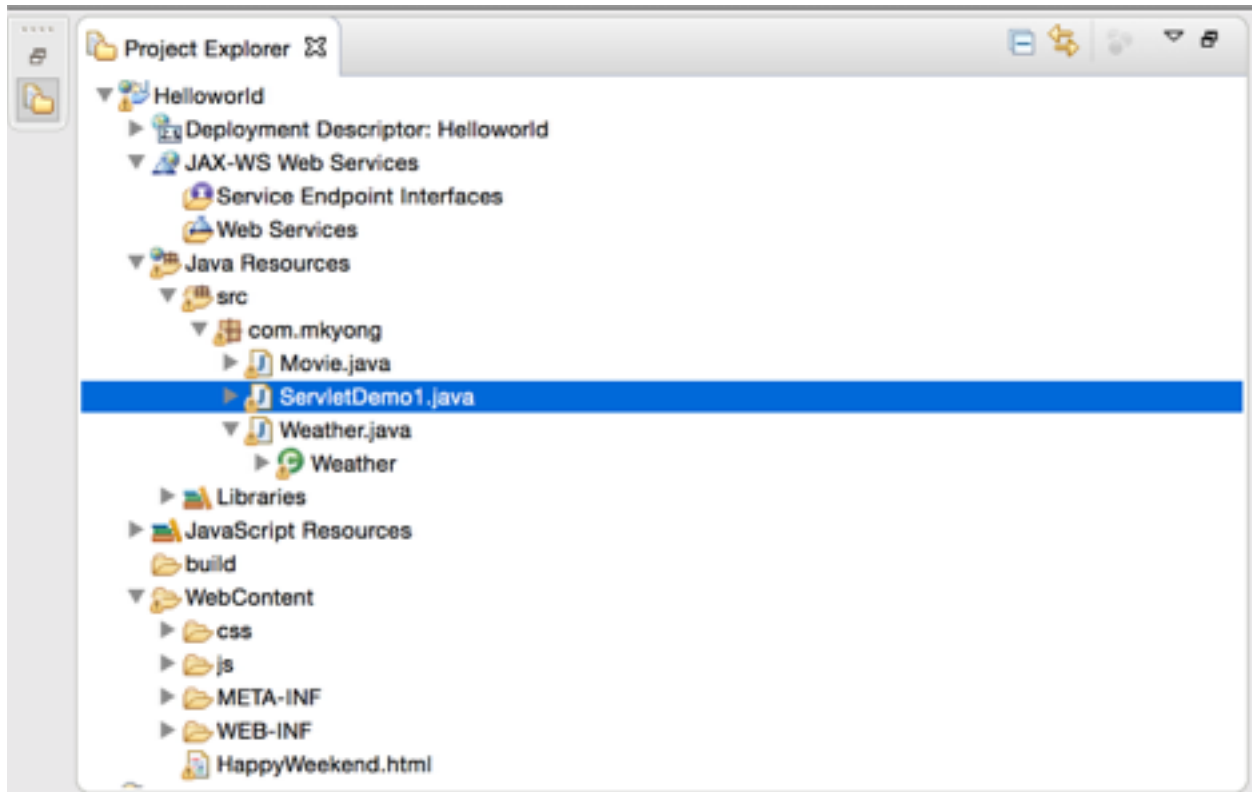 Project Explorer
Helloworld
Deployment Descriptor: Helloworld
JAX-WS Web Services
Service Endpoint Interfaces
Web Services
Java Resources
src
com.mkyong
Movie.java
ServletDemo1.java
Weather.java
Weather
Libraries
JavaScript Resources
build
WebContent
css
js
META-INF
WEB-INF
HappyWeekend.html